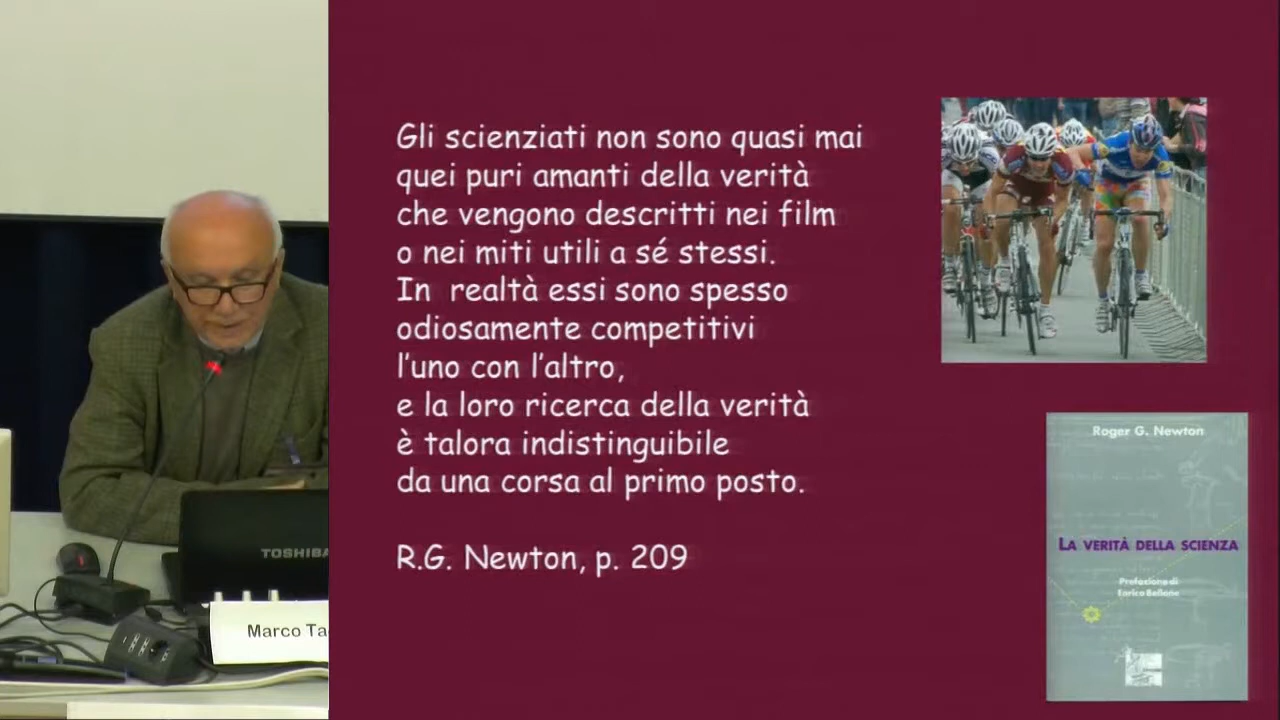 Gli scienziati non sono quasi mai
quei puri amanti della verità
che vengono descritti nei film
o nei miti utili a sé stessi.
In realtà essi sono spesso
odiosamente competitivi
l'uno con l'altro,
e la loro ricerca della verità
è talora indistinguibile
da una corsa al primo posto.
R.G. Newton, p. 209
Roger G. Newton
LA VERITÀ DELLA SCIENZA
Prefazione di
Enrico Bellone
TOSHIBA
Marco Ta